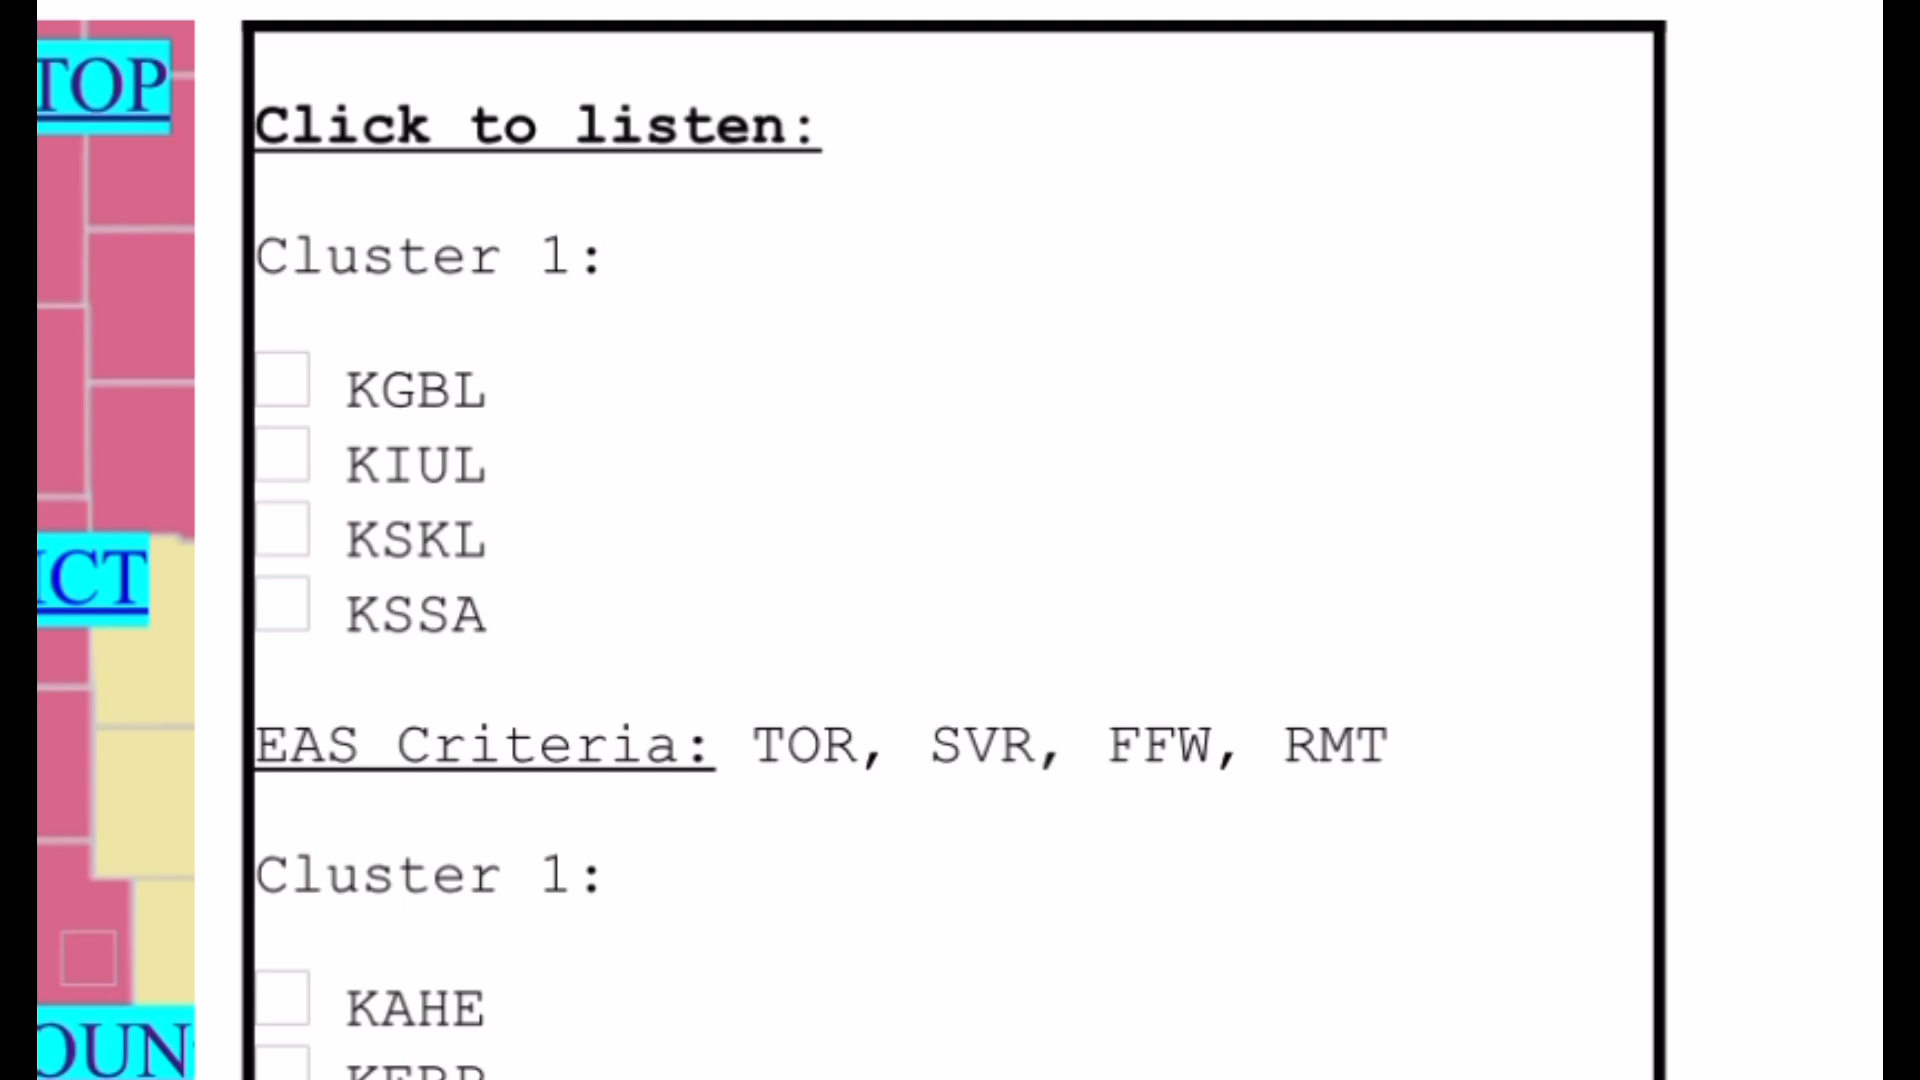 TOP
ICT
OUN
Click to listen:
Cluster 1:
KGBL
KIUL
KSKL
KSSA
EAS Criteria: TOR, SVR, FFW, RMT
Cluster 1:
KAHE